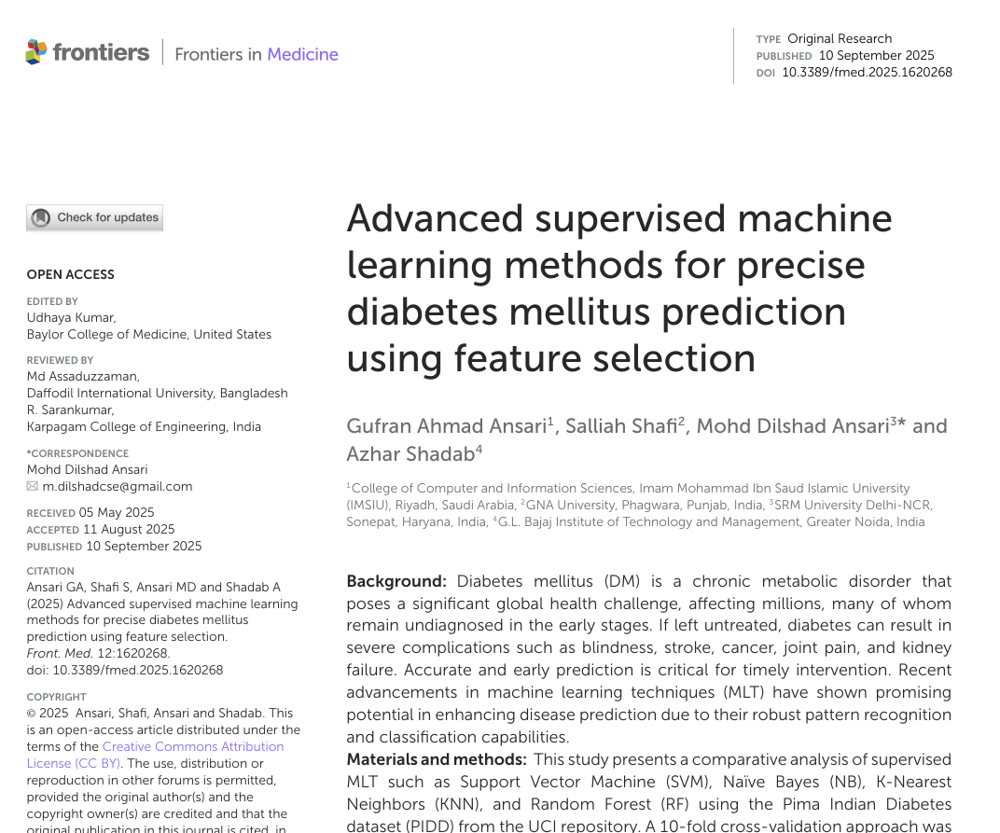 frontiers
Frontiers in Medicine
TYPE Original Research
PUBLISHED 10 September 2025
DOI 10.3389/fmed.2025.1620268
Check for updates
OPEN ACCESS
EDITED BY
Udhaya Kumar,
Baylor College of Medicine, United States
REVIEWED BY
Md Assaduzzaman,
Daffodil International University, Bangladesh
R. Sarankumar,
Karpagam College of Engineering, India
*CORRESPONDENCE
Mohd Dilshad Ansari
m.dilshadcse@gmail.com
RECEIVED 05 May 2025
ACCEPTED 11 August 2025
PUBLISHED 10 September 2025
CITATION
Ansari GA, Shafi S, Ansari MD and Shadab A
(2025) Advanced supervised machine learning
methods for precise diabetes mellitus
prediction using feature selection.
Front. Med. 12:1620268.
doi: 10.3389/fmed.2025.1620268
COPYRIGHT
© 2025 Ansari, Shafi, Ansari and Shadab. This
is an open-access article distributed under the
terms of the Creative Commons Attribution
License (CC BY). The use, distribution or
reproduction in other forums is permitted,
provided the original author(s) and the
copyright owner(s) are credited and that the
original publication in this journal is cited, in
Advanced supervised machine
learning methods for precise
diabetes mellitus prediction
using feature selection
Gufran Ahmad Ansari¹, Salliah Shafi², Mohd Dilshad Ansari³* and
Azhar Shadab⁴
¹College of Computer and Information Sciences, Imam Mohammad Ibn Saud Islamic University
(IMSIU), Riyadh, Saudi Arabia, ²GNA University, Phagwara, Punjab, India, ³SRM University Delhi-NCR,
Sonepat, Haryana, India, ⁴G.L. Bajaj Institute of Technology and Management, Greater Noida, India
Background: Diabetes mellitus (DM) is a chronic metabolic disorder that
poses a significant global health challenge, affecting millions, many of whom
remain undiagnosed in the early stages. If left untreated, diabetes can result in
severe complications such as blindness, stroke, cancer, joint pain, and kidney
failure. Accurate and early prediction is critical for timely intervention. Recent
advancements in machine learning techniques (MLT) have shown promising
potential in enhancing disease prediction due to their robust pattern recognition
and classification capabilities.
Materials and methods: This study presents a comparative analysis of supervised
MLT such as Support Vector Machine (SVM), Naïve Bayes (NB), K-Nearest
Neighbors (KNN), and Random Forest (RF) using the Pima Indian Diabetes
dataset (PIDD) from the UCI repository. A 10-fold cross-validation approach was